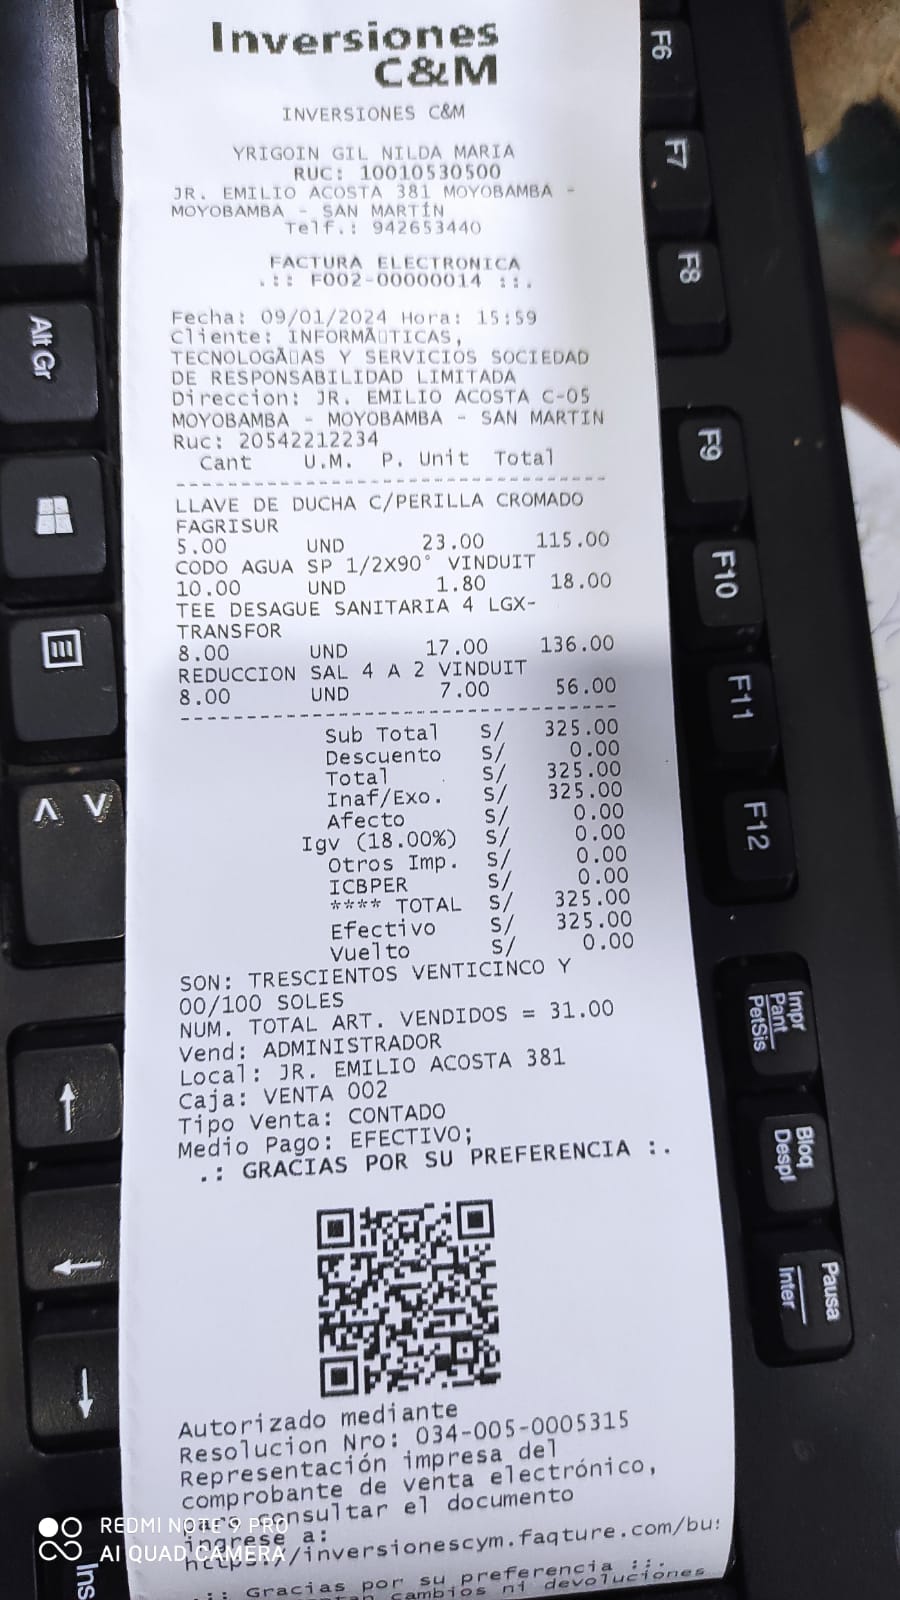 Inversiones
C&M
INVERSIONES C&M
YRIGOIN GIL NILDA MARIA
RUC: 10010530500
JR. EMILIO ACOSTA 381 MOYOBAMBA -
MOYOBAMBA - SAN MARTÍN
Telf.: 942653440
FACTURA ELECTRONICA
.:: F002-00000014 ::.
Fecha: 09/01/2024 Hora: 15:59
Cliente: INFORMÃ▯TICAS,
TECNOLOGÃ▯AS Y SERVICIOS SOCIEDAD
DE RESPONSABILIDAD LIMITADA
Direccion: JR. EMILIO ACOSTA C-05
MOYOBAMBA - MOYOBAMBA - SAN MARTIN
Ruc: 20542212234
Cant U.M. P. Unit Total
LLAVE DE DUCHA C/PERILLA CROMADO
FAGRISUR
5.00 UND 23.00 115.00
CODO AGUA SP 1/2X90° VINDUIT
10.00 UND 1.80 18.00
TEE DESAGUE SANITARIA 4 LGX-
TRANSFOR
8.00 UND 17.00 136.00
REDUCCION SAL 4 A 2 VINDUIT
8.00 UND 7.00 56.00
Sub Total S/ 325.00
Descuento S/ 0.00
Total S/ 325.00
Inaf/Exo. S/ 325.00
Afecto S/ 0.00
Igv (18.00%) S/ 0.00
Otros Imp. S/ 0.00
ICBPER S/ 0.00
**** TOTAL S/ 325.00
Efectivo S/ 325.00
Vuelto S/ 0.00
SON: TRESCIENTOS VENTICINCO Y
00/100 SOLES
NUM. TOTAL ART. VENDIDOS = 31.00
Vend: ADMINISTRADOR
Local: JR. EMILIO ACOSTA 381
Caja: VENTA 002
Tipo Venta: CONTADO
Medio Pago: EFECTIVO;
.: GRACIAS POR SU PREFERENCIA :.
Autorizado mediante
Resolucion Nro: 034-005-0005315
Representación impresa del
comprobante de venta electrónico,
para consultar el documento
ingrese a:
https://inversionescym.faqture.com/bus
.:: Gracias por su preferencia ::.
cambios ni devoluciones
REDMI NOTE 9 PRO
AI QUAD CAMERA
F6
F7
F8
F9
F10
F11
F12
Impr
Pant
PetSis
Bloq
Despl
Pausa
Inter
Alt Gr
Ins